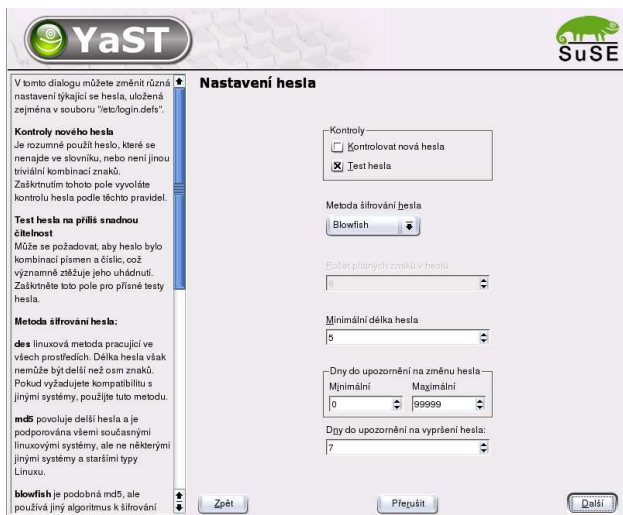 YaST
SuSE
V tomto dialogu můžete změnit různá
nastavení týkající se hesla, uložená
zejména v souboru "/etc/login.defs".
Kontroly nového hesla
Je rozumné použít heslo, které se
nenajde ve slovníku, nebo není jinou
triviální kombinací znaků.
Zaškrtnutím tohoto pole vyvoláte
kontrolu hesla podle těchto pravidel.
Test hesla na příliš snadnou
čitelnost
Může se požadovat, aby heslo bylo
kombinací písmen a číslic, což
významně ztěžuje jeho uhádnutí.
Zaškrtněte toto pole pro přísné testy
hesla.
Metoda šifrování hesla:
des linuxová metoda pracující ve
všech prostředích. Délka hesla však
nemůže být delší než osm znaků.
Pokud vyžadujete kompatibilitu s
jinými systémy, použijte tuto metodu.
md5 povoluje delší hesla a je
podporována všemi současnými
linuxovými systémy, ale ne některými
jinými systémy a staršími typy
Linuxu.
blowfish je podobná md5, ale
používá jiný algoritmus k šifrování
Nastavení hesla
Kontroly
Kontrolovat nová hesla
Test hesla
Metoda šifrování hesla
Blowfish
Počet platných znaků v heslu
8
Minimální délka hesla
5
Dny do upozornění na změnu hesla
Minimální Maximální
0 99999
Dny do upozornění na vypršení hesla:
7
Zpět Přerušit Další